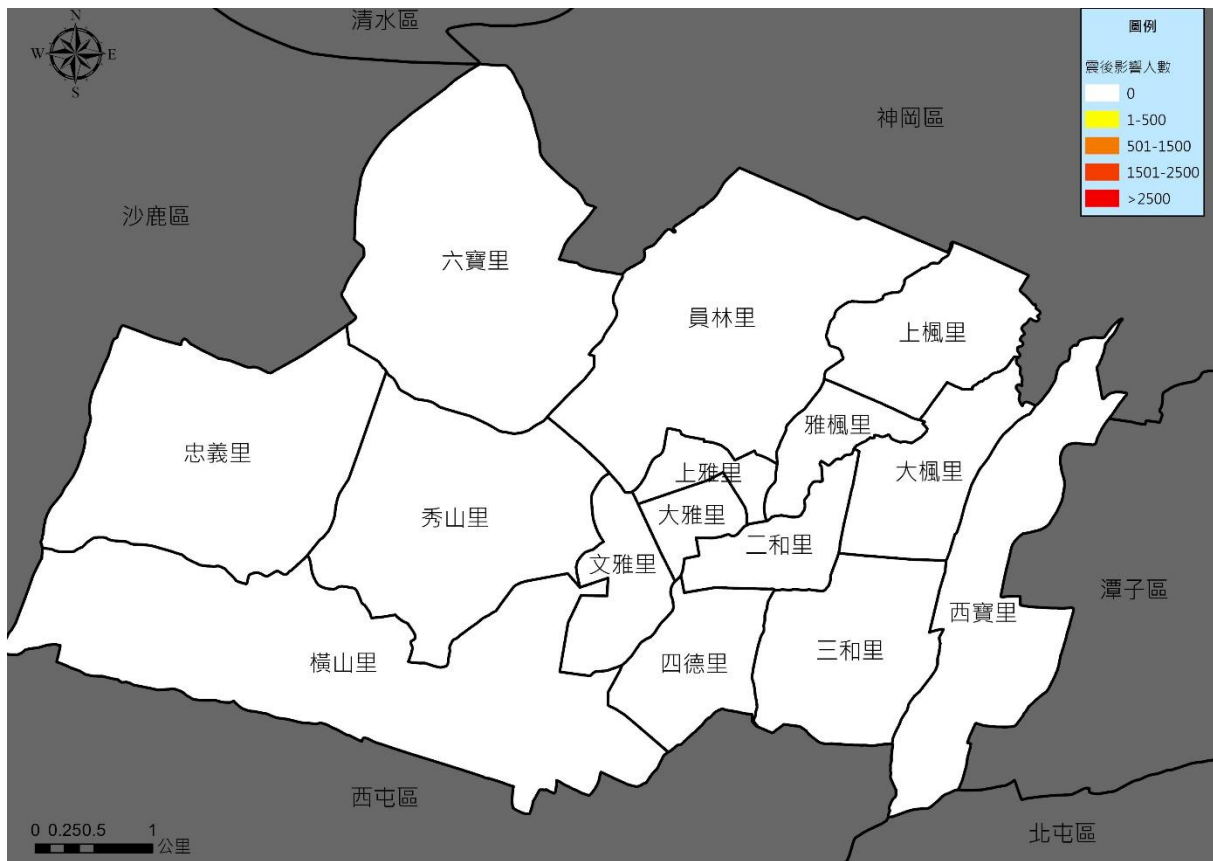 清水區
N
W
E
S
圖例
震後影響人數
0
1-500
501-1500
1501-2500
>2500
神岡區
沙鹿區
六寶里
員林里
上楓里
雅楓里
忠義里
上雅里
大楓里
秀山里
大雅里
二和里
文雅里
潭子區
西寶里
橫山里
四德里
三和里
西屯區
0 0.250.5 1
公里
北屯區